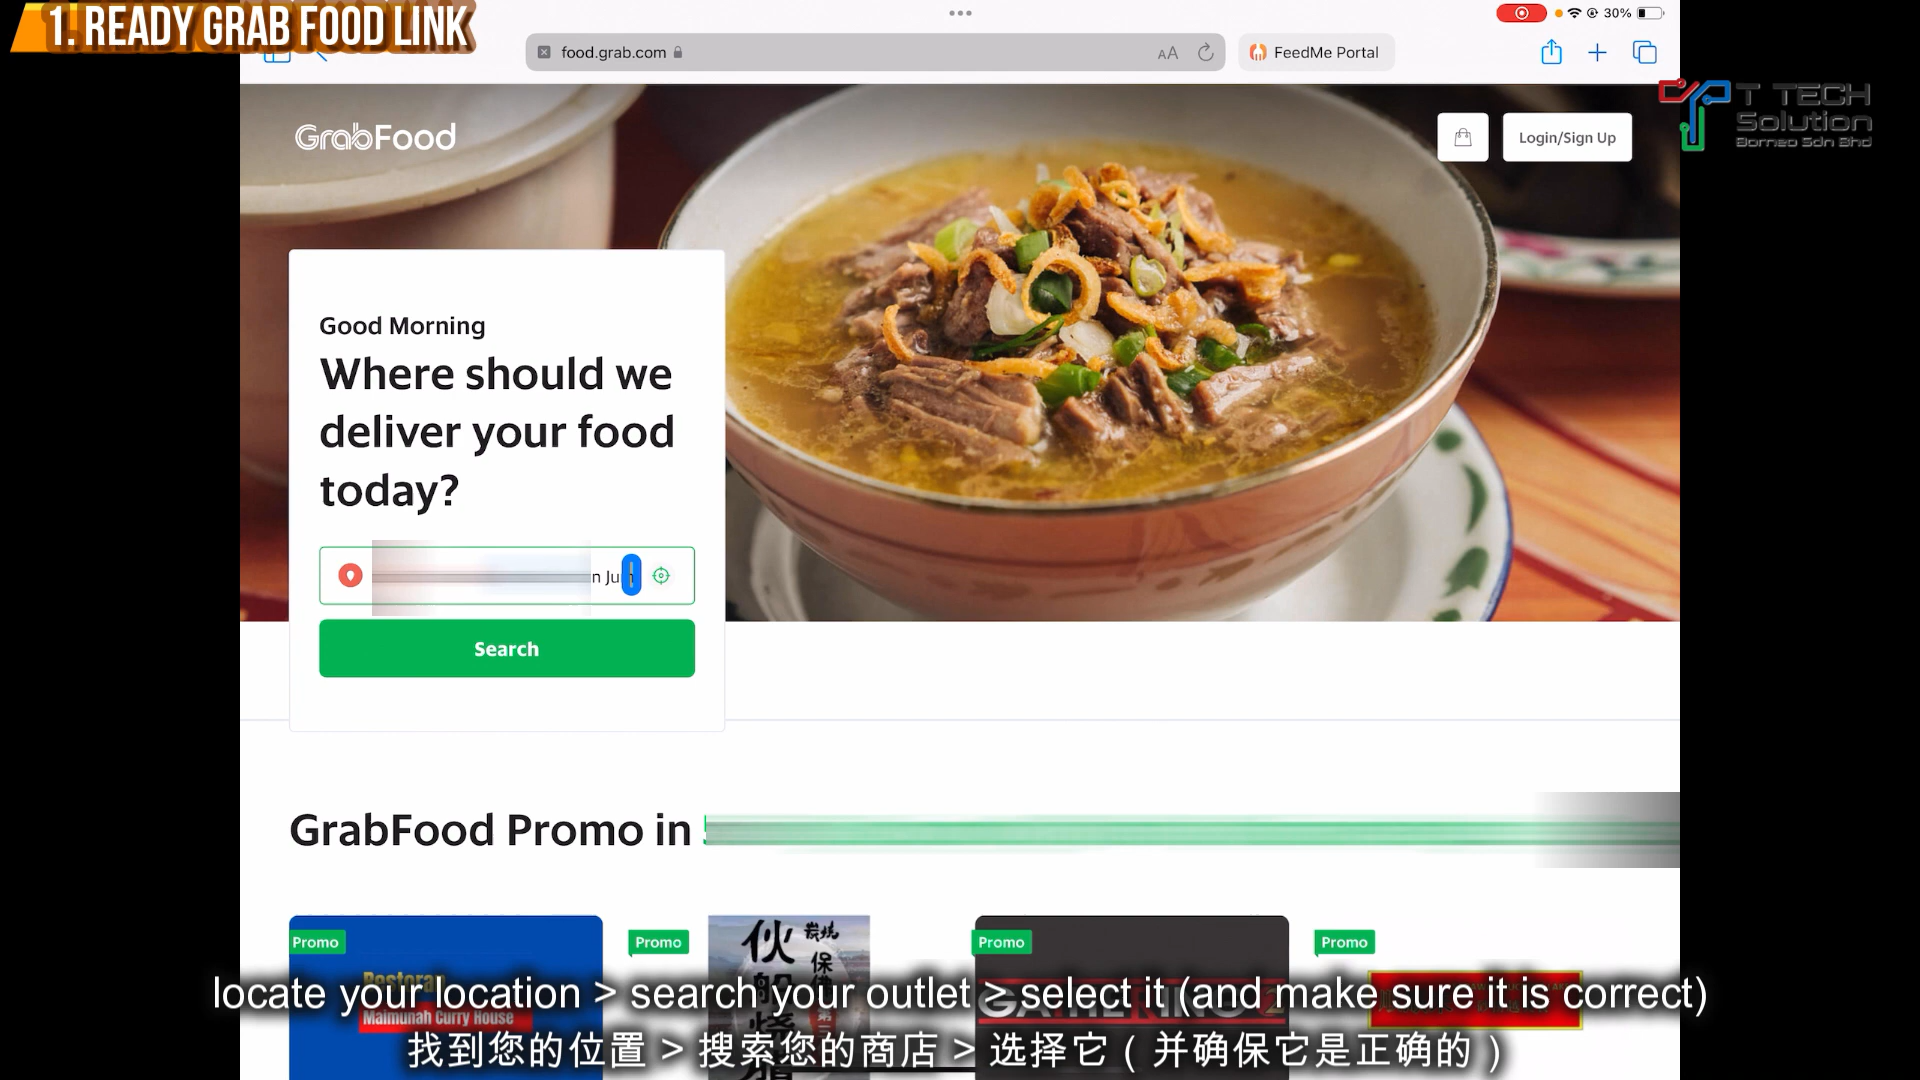 1. READY GRAB FOOD LINK
30%
food.grab.com
AA
FeedMe Portal
T TECH
Solution
Borneo Sdn Bhd
GrabFood
Login/Sign Up
Good Morning
Where should we
deliver your food
today?
n Ju
Search
GrabFood Promo in
Promo
Promo
Promo
Promo
Restoran
Maimunah Curry House
locate your location > search your outlet > select it (and make sure it is correct)
找到您的位置 > 搜索您的商店 > 选择它 ( 并确保它是正确的 )